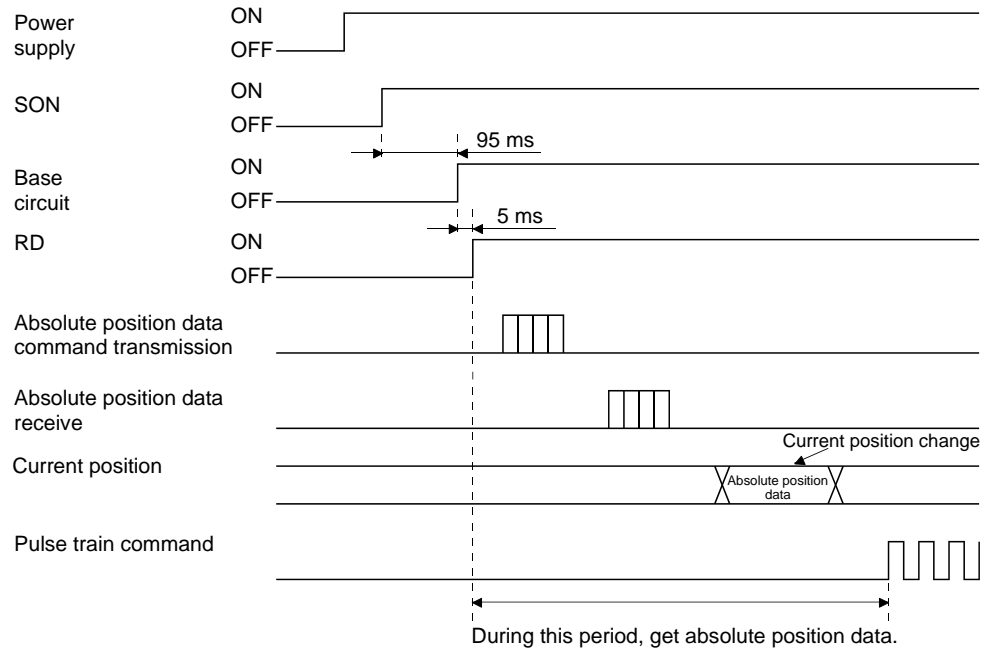 Power
supply
ON
OFF
SON
ON
OFF
95 ms
Base
circuit
ON
OFF
5 ms
RD
ON
OFF
Absolute position data
command transmission
Absolute position data
receive
Current position change
Current position
Absolute position
data
Pulse train command
During this period, get absolute position data.